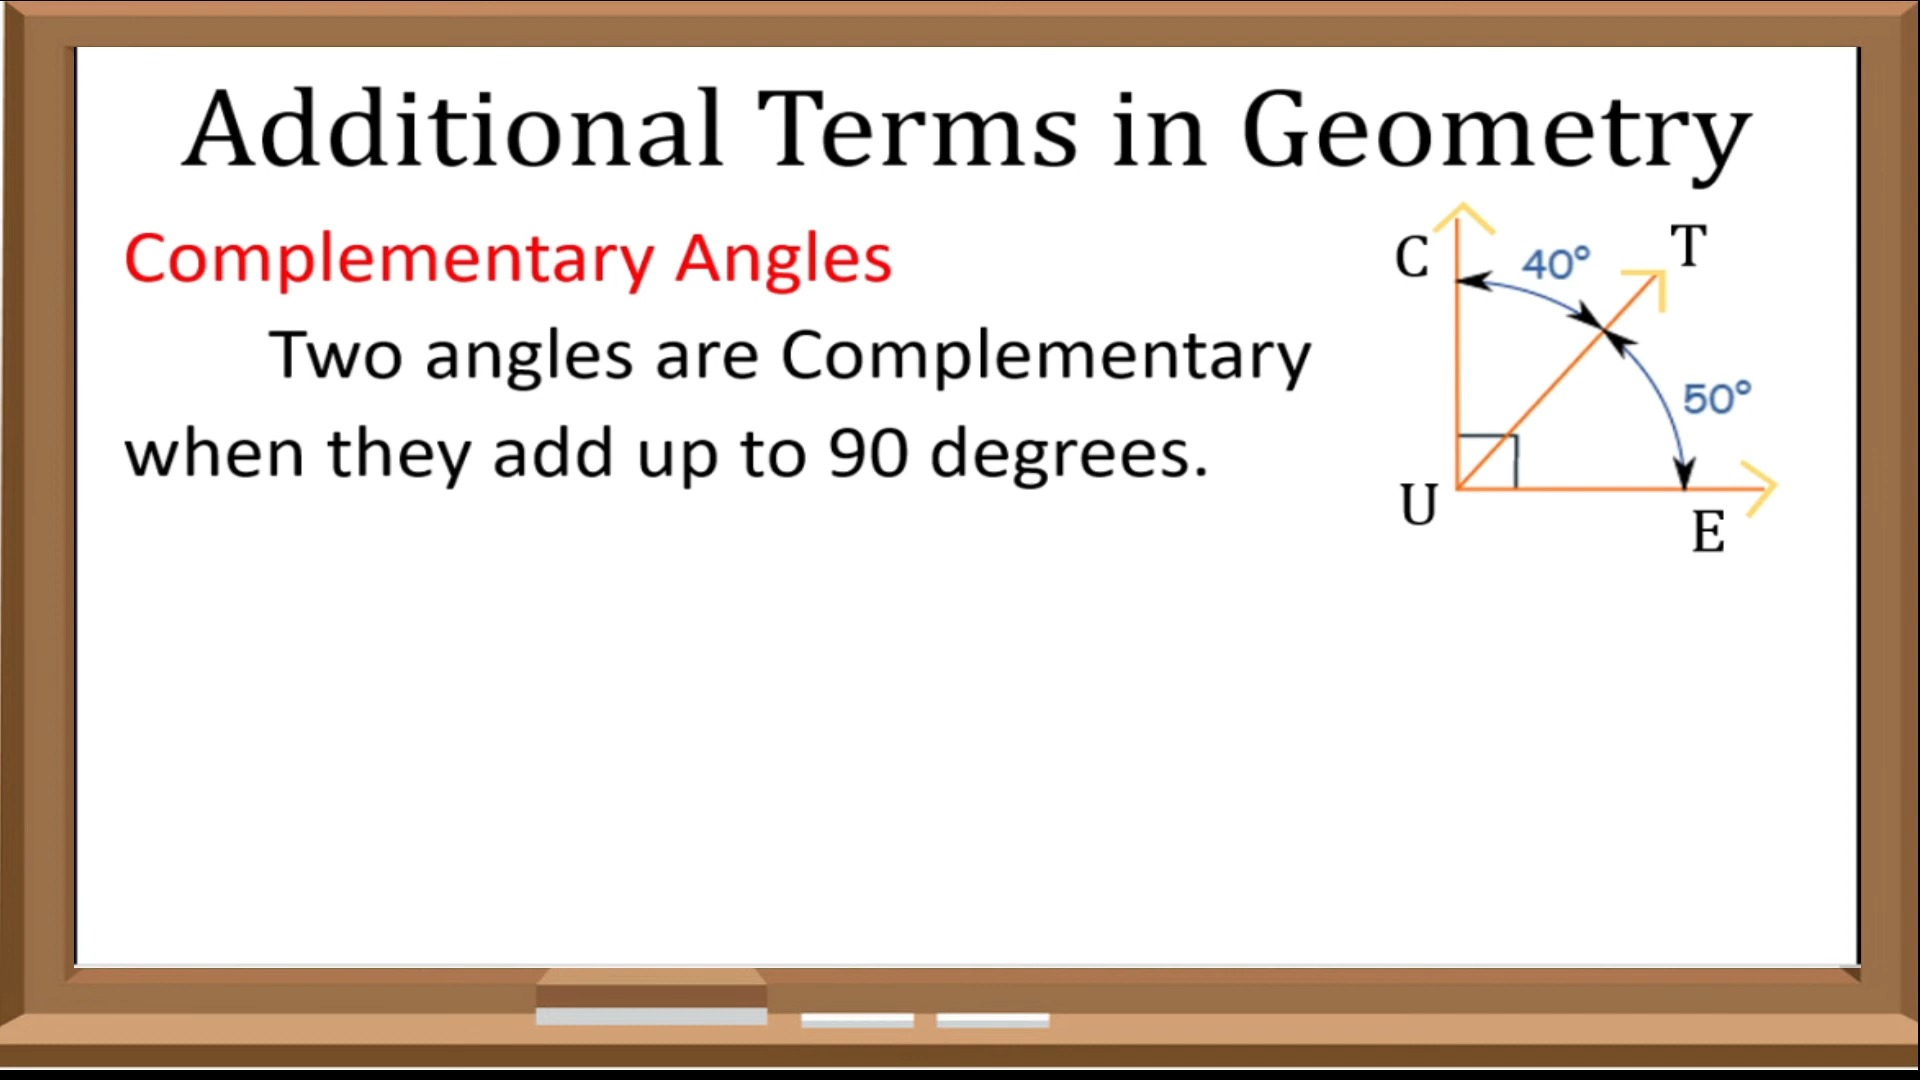 Additional Terms in Geometry
Complementary Angles
Two angles are Complementary
when they add up to 90 degrees.
C
40°
T
50°
U
E